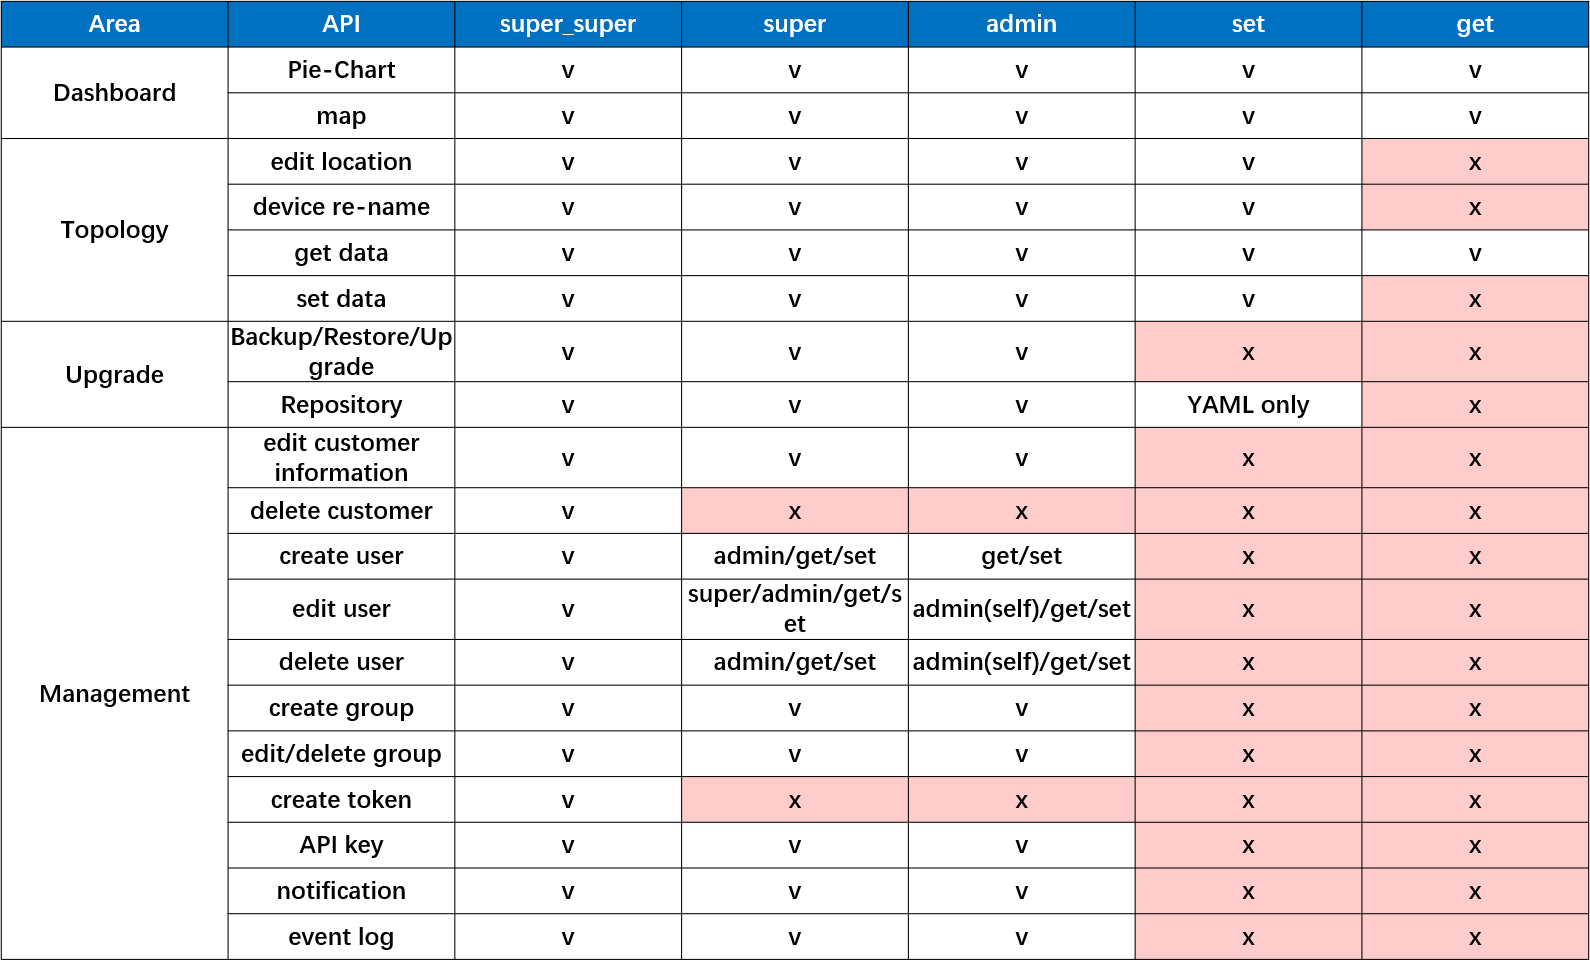 Area API super_super super admin set get
Dashboard
Pie-Chart v v v v v
map v v v v v
Topology
edit location v v v v x
device re-name v v v v x
get data v v v v v
set data v v v v x
Upgrade
Backup/Restore/Up
grade v v v x x
Repository v v v YAML only x
Management
edit customer
information v v v x x
delete customer v x x x x
create user v admin/get/set get/set x x
edit user v super/admin/get/s
et admin(self)/get/set x x
delete user v admin/get/set admin(self)/get/set x x
create group v v v x x
edit/delete group v v v x x
create token v x x x x
API key v v v x x
notification v v v x x
event log v v v x x